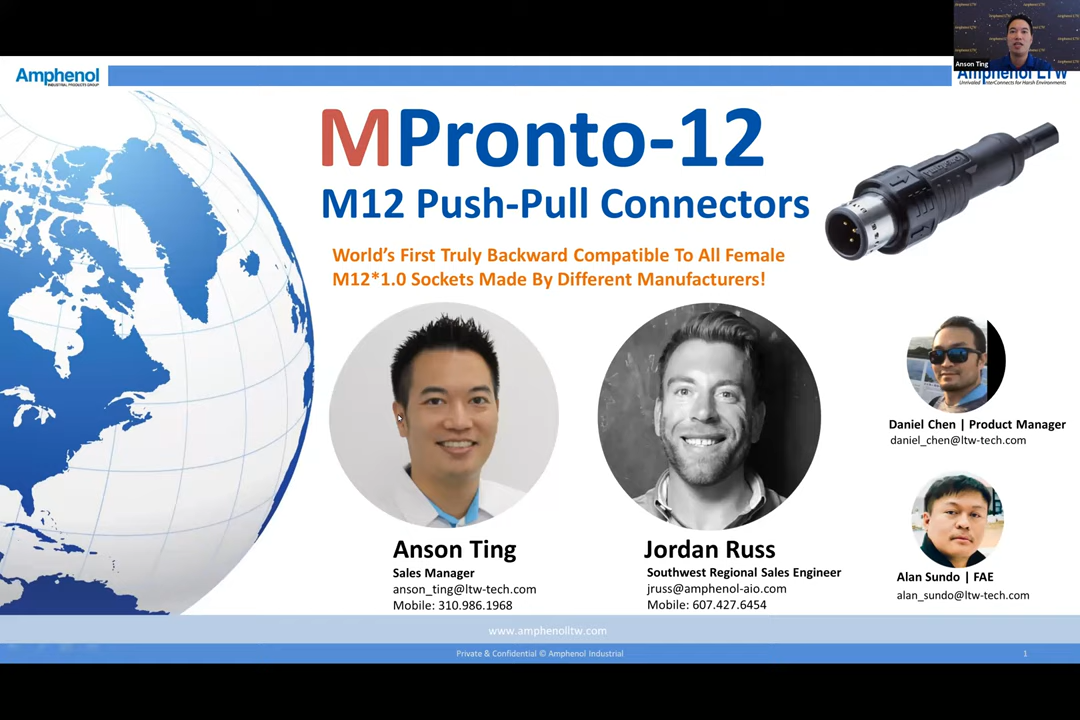 Anson Ting
Amphenol
INDUSTRIAL PRODUCTS GROUP
Amphenol LTW
Unrivaled InterConnects for Harsh Environments
MPronto-12
M12 Push-Pull Connectors
World's First Truly Backward Compatible To All Female
M12*1.0 Sockets Made By Different Manufacturers!
Anson Ting
Sales Manager
anson_ting@ltw-tech.com
Mobile: 310.986.1968
Jordan Russ
Southwest Regional Sales Engineer
jruss@amphenol-aio.com
Mobile: 607.427.6454
Daniel Chen | Product Manager
daniel_chen@ltw-tech.com
Alan Sundo | FAE
alan_sundo@ltw-tech.com
www.amphenolltw.com
Private & Confidential © Amphenol Industrial
1